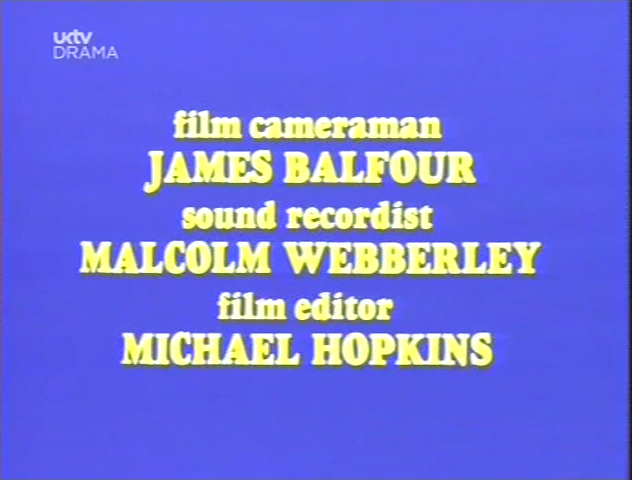 uktv
DRAMA
film cameraman
JAMES BALFOUR
sound recordist
MALCOLM WEBBERLEY
film editor
MICHAEL HOPKINS